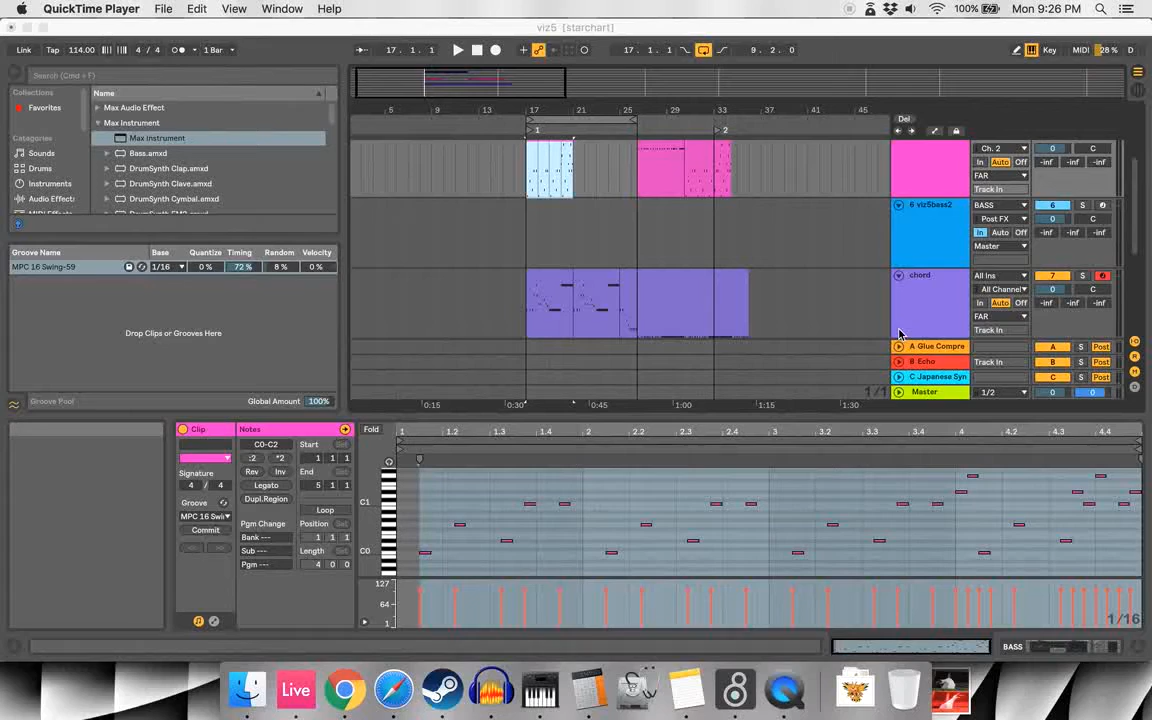 QuickTime Player File Edit View Window Help 100% Mon 9:26 PM
viz5 [starchart]
Link Tap 114.00 4 / 4 1 Bar 17. 1. 1 17. 1. 1 9. 2. 0 Key MIDI 28 % D
Search (Cmd + F)
Collections
Favorites
Categories
Sounds
Drums
Instruments
Audio Effect:
Name
Max Audio Effect
Max Instrument
Max Instrument
Bass.amxd
DrumSynth Clap.amxd
DrumSynth Clave.amxd
DrumSynth Cymbal.amxd
Groove Name Base Quantize Timing Random Velocity
MPC 16 Swing-59 1/16 0 % 72 % 8 % 0 %
Drop Clips or Grooves Here
Groove Pool Global Amount 100%
5 9 13 17 21 25 29 33 37 41 45
1 2
Del
Ch. 2 0 C
In Auto Off -inf -inf
FAR
Track In
6 viz5bass2 BASS 6 S
Post FX 0 C
In Auto Off -inf -inf
Master
chord All Ins 7 S
All Channel 0 C
In Auto Off -inf -inf
FAR
Track In
A Glue Compre A S Post
B Echo Track In B S Post
C Japanese Syn C S Post
1/1 Master 1/2 0 0
0:15 0:30 0:45 1:00 1:15 1:30
Clip
Signature
4 / 4
Groove
MPC 16 Swi
Commit
Notes
C0-C2
:2 *2
Rev Inv
Legato
Dupl.Region
Pgm Change
Bank ---
Sub ---
Pgm ---
Start Set
1 1 1
End Set
5 1 1
Loop
Position Set
1 1 1
Length Set
4 0 0
Fold 1 1.2 1.3 1.4 2 2.2 2.3 2.4 3 3.2 3.3 3.4 4 4.2 4.3 4.4
C1
C0
127
64
1
1/16
BASS
Live